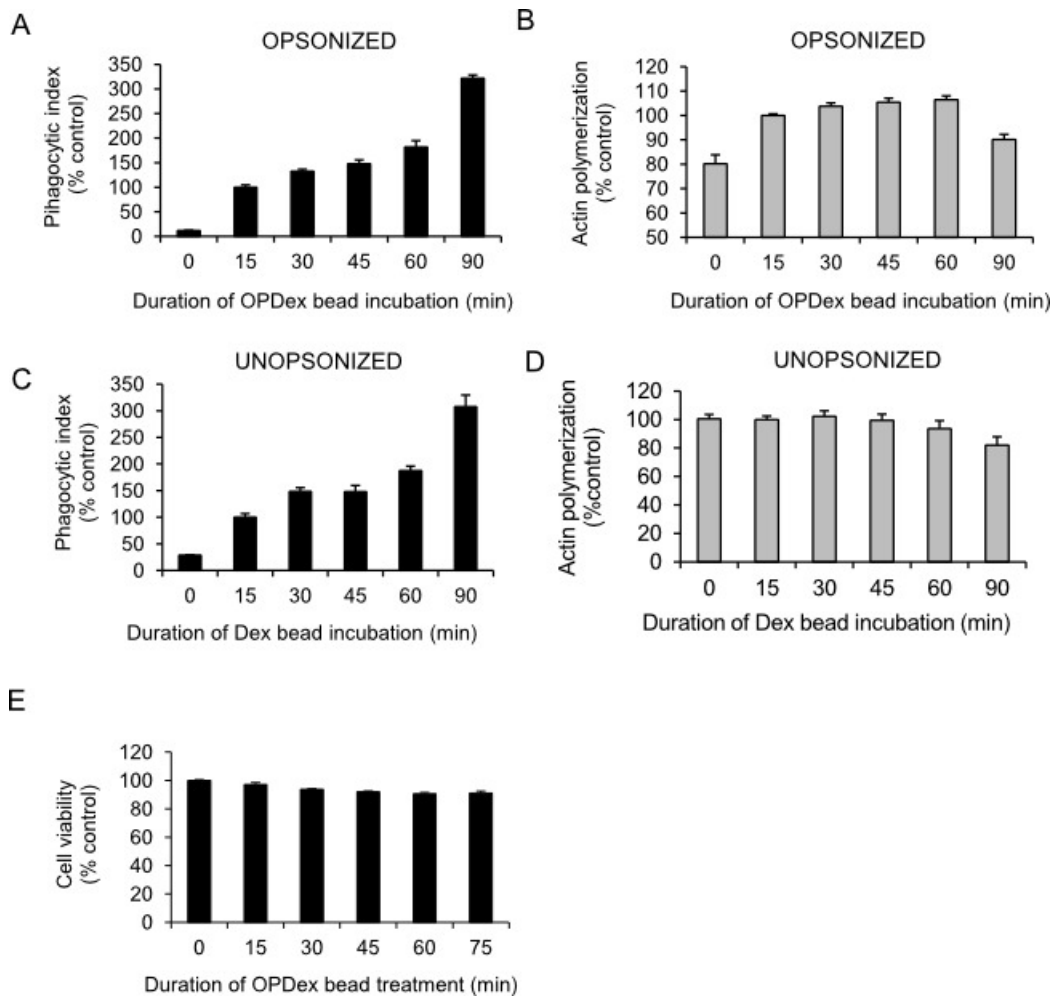 A
OPSONIZED
Pihagocytic index
(% control)
350
300
250
200
150
100
50
0
0 15 30 45 60 90
Duration of OPDex bead incubation (min)
B
OPSONIZED
Actin polymerization
(% control)
120
110
100
90
80
70
60
50
0 15 30 45 60 90
Duration of OPDex bead incubation (min)
C
UNOPSONIZED
Phagocytic index
(% control)
350
300
250
200
150
100
50
0
0 15 30 45 60 90
Duration of Dex bead incubation (min)
D
UNOPSONIZED
Actin polymerization
(%control)
120
100
80
60
40
20
0
0 15 30 45 60 90
Duration of Dex bead incubation (min)
E
Cell viability
(% control)
120
100
80
60
40
20
0
0 15 30 45 60 75
Duration of OPDex bead treatment (min)